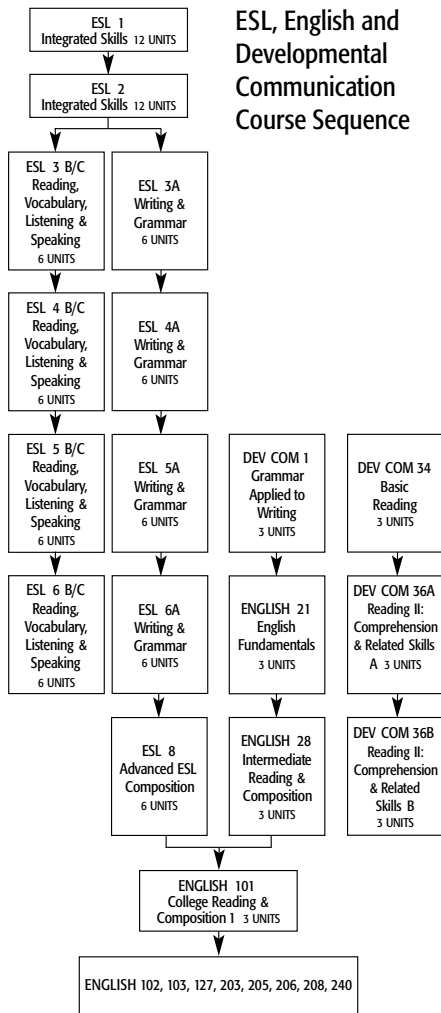 ESL, English and
Developmental
Communication
Course Sequence
ESL 1
Integrated Skills 12 UNITS
ESL 2
Integrated Skills 12 UNITS
ESL 3 B/C
Reading,
Vocabulary,
Listening &
Speaking
6 UNITS
ESL 3A
Writing &
Grammar
6 UNITS
ESL 4 B/C
Reading,
Vocabulary,
Listening &
Speaking
6 UNITS
ESL 4A
Writing &
Grammar
6 UNITS
ESL 5 B/C
Reading,
Vocabulary,
Listening &
Speaking
6 UNITS
ESL 5A
Writing &
Grammar
6 UNITS
DEV COM 1
Grammar
Applied to
Writing
3 UNITS
DEV COM 34
Basic
Reading
3 UNITS
ESL 6 B/C
Reading,
Vocabulary,
Listening &
Speaking
6 UNITS
ESL 6A
Writing &
Grammar
6 UNITS
ENGLISH 21
English
Fundamentals
3 UNITS
DEV COM 36A
Reading II:
Comprehension
& Related Skills
A 3 UNITS
ESL 8
Advanced ESL
Composition
6 UNITS
ENGLISH 28
Intermediate
Reading &
Composition
3 UNITS
DEV COM 36B
Reading II:
Comprehension
& Related
Skills B
3 UNITS
ENGLISH 101
College Reading &
Composition 1 3 UNITS
ENGLISH 102, 103, 127, 203, 205, 206, 208, 240